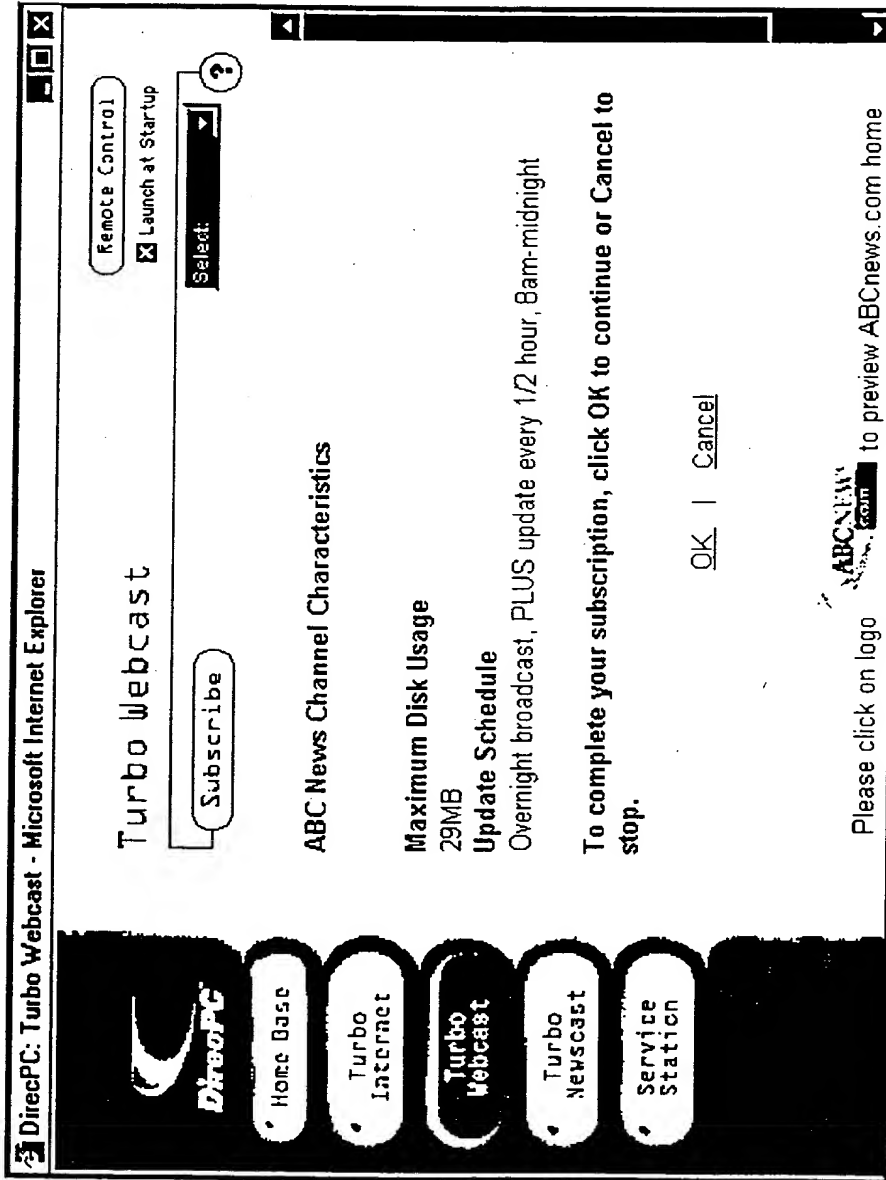 DirecPC: Turbo Webcast - Microsoft Internet Explorer
DirecPC
Home Base
Turbo
Internet
Turbo
Webcast
Turbo
Newscast
Service
Station
Turbo Webcast
Remote Control
Launch at Startup
Subscribe
Select:
?
ABC News Channel Characteristics
Maximum Disk Usage
29MB
Update Schedule
Overnight broadcast, PLUS update every 1/2 hour, 8am-midnight
To complete your subscription, click OK to continue or Cancel to
stop.
OK | Cancel
Please click on logo ABCNEWS.com to preview ABCnews.com home